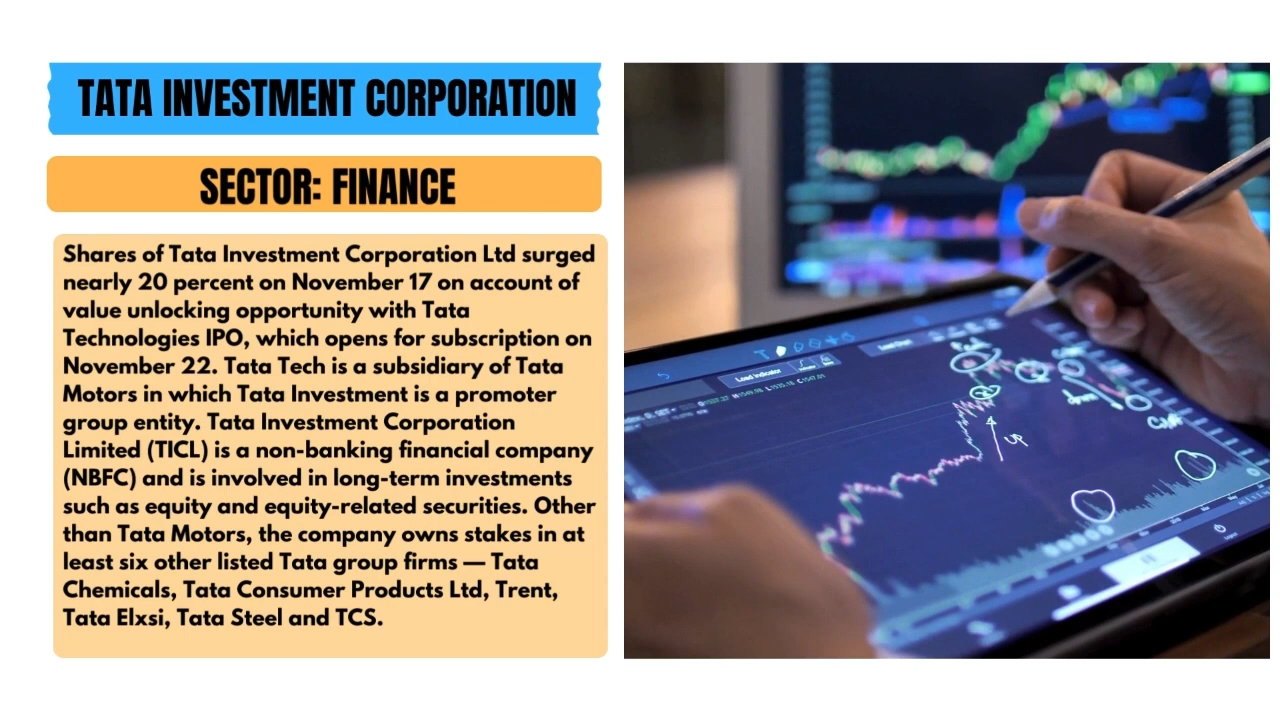 TATA INVESTMENT CORPORATION
SECTOR: FINANCE
Shares of Tata Investment Corporation Ltd surged
nearly 20 percent on November 17 on account of
value unlocking opportunity with Tata
Technologies IPO, which opens for subscription on
November 22. Tata Tech is a subsidiary of Tata
Motors in which Tata Investment is a promoter
group entity. Tata Investment Corporation
Limited (TICL) is a non-banking financial company
(NBFC) and is involved in long-term investments
such as equity and equity-related securities. Other
than Tata Motors, the company owns stakes in at
least six other listed Tata group firms — Tata
Chemicals, Tata Consumer Products Ltd, Trent,
Tata Elxsi, Tata Steel and TCS.
Load Indicator
UP